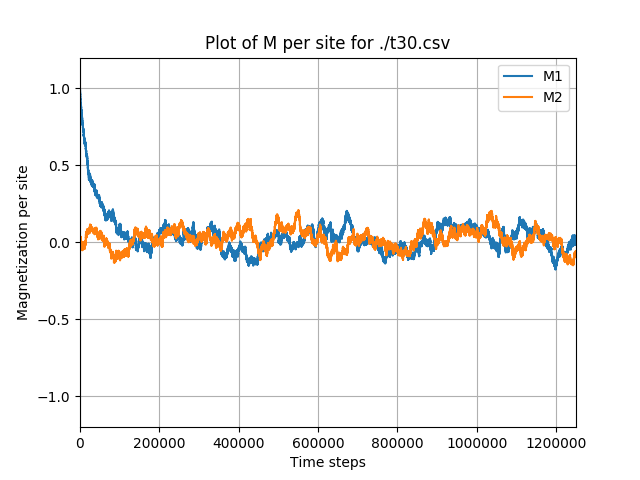 Plot of M per site for ./t30.csv
M1
M2
Magnetization per site
1.0
0.5
0.0
−0.5
−1.0
0 200000 400000 600000 800000 1000000 1200000
Time steps